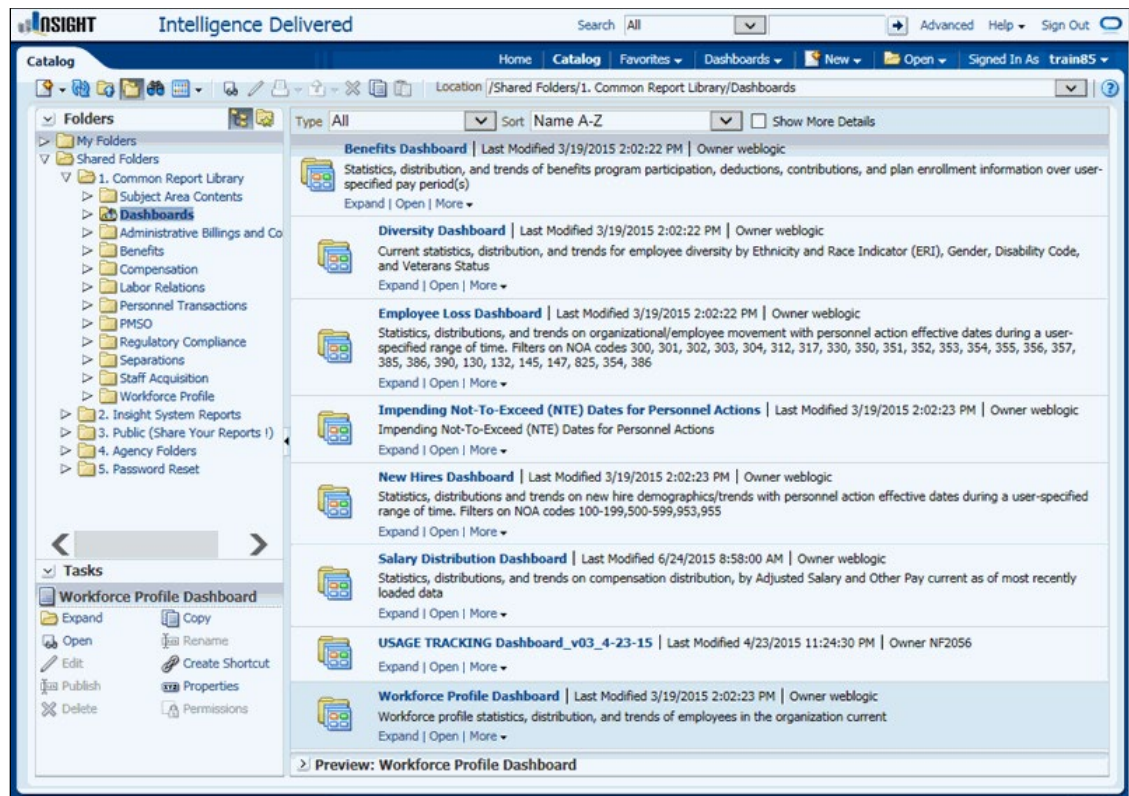 INSIGHT Intelligence Delivered Search All Advanced Help Sign Out
Catalog Home Catalog Favorites Dashboards New Open Signed In As train85
Location /Shared Folders/1. Common Report Library/Dashboards
Folders
My Folders
Shared Folders
1. Common Report Library
Subject Area Contents
Dashboards
Administrative Billings and Co
Benefits
Compensation
Labor Relations
Personnel Transactions
PMSO
Regulatory Compliance
Separations
Staff Acquisition
Workforce Profile
2. Insight System Reports
3. Public (Share Your Reports !)
4. Agency Folders
5. Password Reset
Tasks
Workforce Profile Dashboard
Expand Copy
Open Rename
Edit Create Shortcut
Publish Properties
Delete Permissions
Type All Sort Name A-Z Show More Details
Benefits Dashboard | Last Modified 3/19/2015 2:02:22 PM | Owner weblogic
Statistics, distribution, and trends of benefits program participation, deductions, contributions, and plan enrollment information over user-
specified pay period(s)
Expand | Open | More
Diversity Dashboard | Last Modified 3/19/2015 2:02:22 PM | Owner weblogic
Current statistics, distribution, and trends for employee diversity by Ethnicity and Race Indicator (ERI), Gender, Disability Code,
and Veterans Status
Expand | Open | More
Employee Loss Dashboard | Last Modified 3/19/2015 2:02:22 PM | Owner weblogic
Statistics, distributions, and trends on organizational/employee movement with personnel action effective dates during a user-
specified range of time. Filters on NOA codes 300, 301, 302, 303, 304, 312, 317, 330, 350, 351, 352, 353, 354, 355, 356, 357,
385, 386, 390, 130, 132, 145, 147, 825, 354, 386
Expand | Open | More
Impending Not-To-Exceed (NTE) Dates for Personnel Actions | Last Modified 3/19/2015 2:02:23 PM | Owner weblogic
Impending Not-To-Exceed (NTE) Dates for Personnel Actions
Expand | Open | More
New Hires Dashboard | Last Modified 3/19/2015 2:02:23 PM | Owner weblogic
Statistics, distributions and trends on new hire demographics/trends with personnel action effective dates during a user-specified
range of time. Filters on NOA codes 100-199,500-599,953,955
Expand | Open | More
Salary Distribution Dashboard | Last Modified 6/24/2015 8:58:00 AM | Owner weblogic
Statistics, distributions, and trends on compensation distribution, by Adjusted Salary and Other Pay current as of most recently
loaded data
Expand | Open | More
USAGE TRACKING Dashboard_v03_4-23-15 | Last Modified 4/23/2015 11:24:30 PM | Owner NF2056
Expand | Open | More
Workforce Profile Dashboard | Last Modified 3/19/2015 2:02:23 PM | Owner weblogic
Workforce profile statistics, distribution, and trends of employees in the organization current
Expand | Open | More
Preview: Workforce Profile Dashboard